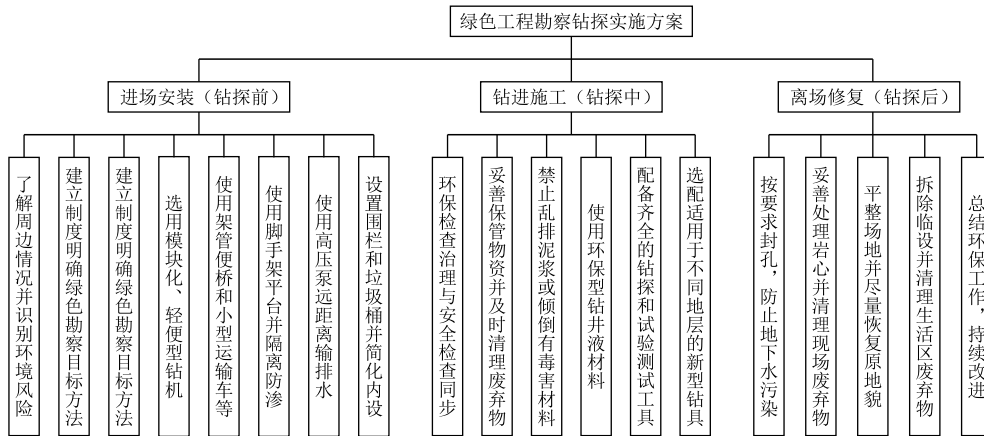 绿色工程勘察钻探实施方案
进场安装（钻探前）
钻进施工（钻探中）
离场修复（钻探后）
了解周边情况并识别环境风险
建立制度明确绿色勘察目标方法
建立制度明确绿色勘察目标方法
选用模块化、轻便型钻机
使用架管便桥和小型运输车等
使用脚手架平台并隔离防渗
使用高压泵远距离输排水
设置围栏和垃圾桶并简化内设
环保检查治理与安全检查同步
妥善保管物资并及时清理废弃物
禁止乱排泥浆或倾倒有毒害材料
使用环保型钻井液材料
配备齐全的钻探和试验测试工具
选配适用于不同地层的新型钻具
按要求封孔，防止地下水污染
妥善处理岩心并清理现场废弃物
平整场地并尽量恢复原地貌
拆除临设并清理生活区废弃物
总结环保工作，持续改进